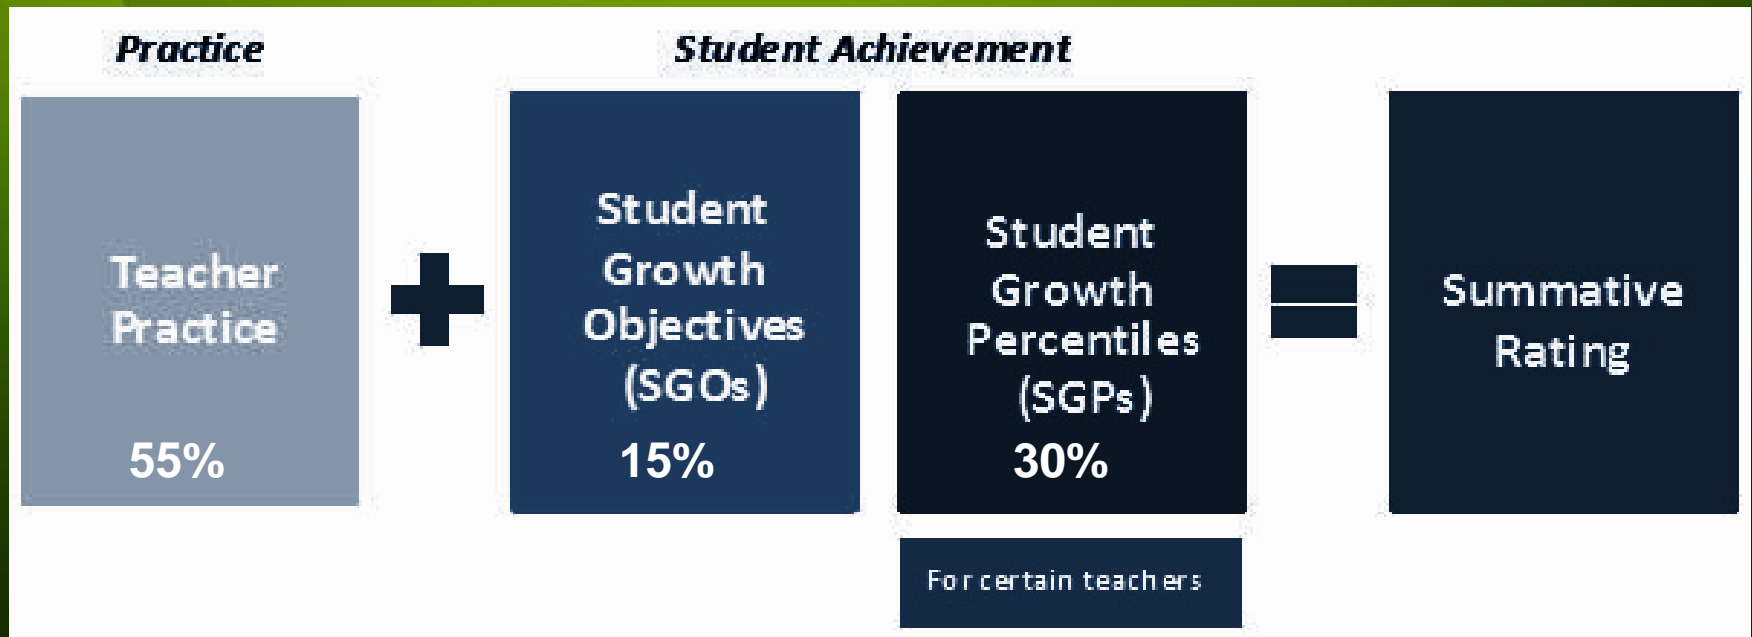 Practice
Student Achievement
Teacher
Practice
55%
Student
Growth
Objectives
(SGOs)
15%
Student
Growth
Percentiles
(SGPs)
30%
Summative
Rating
For certain teachers